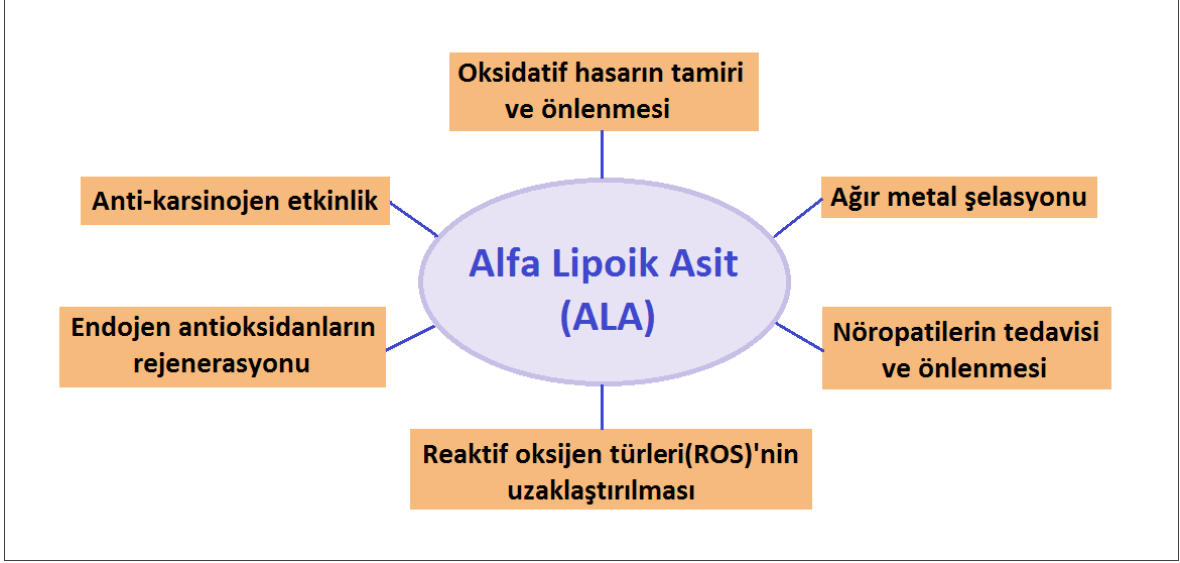 Oksidatif hasarın tamiri
ve önlenmesi
Anti-karsinojen etkinlik
Ağır metal şelasyonu
Alfa Lipoik Asit
(ALA)
Endojen antioksidanların
rejenerasyonu
Nöropatilerin tedavisi
ve önlenmesi
Reaktif oksijen türleri(ROS)'nin
uzaklaştırılması